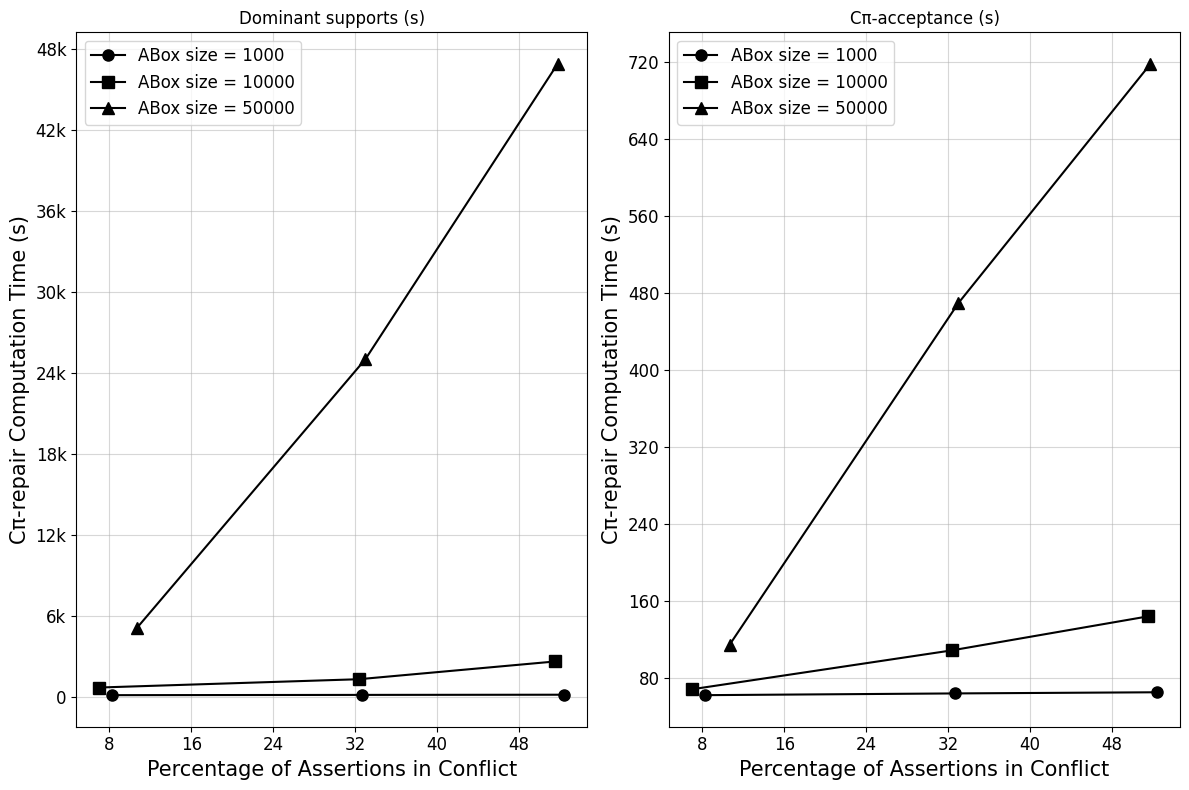 Dominant supports (s)
ABox size = 1000
ABox size = 10000
ABox size = 50000
48k
42k
36k
30k
24k
18k
12k
6k
0
8 16 24 32 40 48
Percentage of Assertions in Conflict
Cπ-repair Computation Time (s)
Cπ-acceptance (s)
ABox size = 1000
ABox size = 10000
ABox size = 50000
720
640
560
480
400
320
240
160
80
8 16 24 32 40 48
Percentage of Assertions in Conflict
Cπ-repair Computation Time (s)